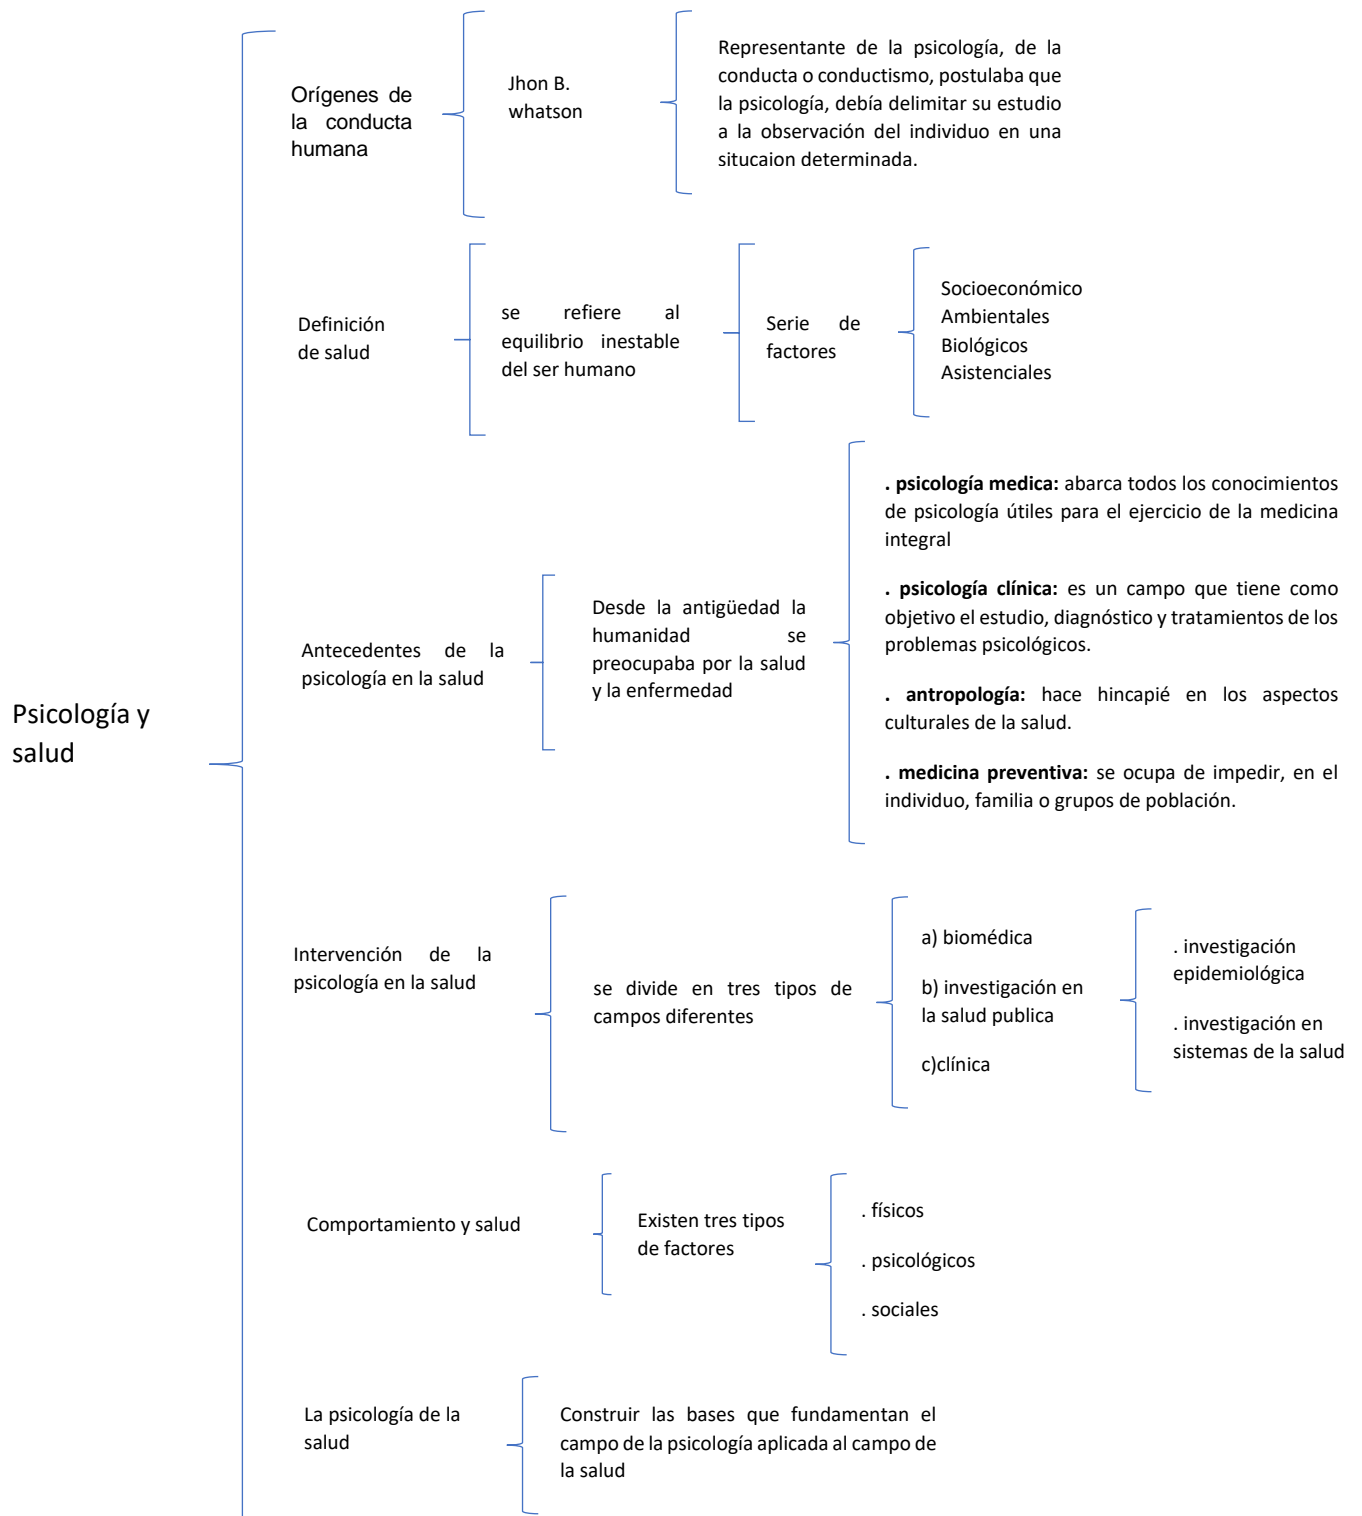 Psicología y
salud
Orígenes de
la conducta
humana
Jhon B.
whatson
Representante de la psicología, de la
conducta o conductismo, postulaba que
la psicología, debía delimitar su estudio
a la observación del individuo en una
situcaion determinada.
Definición
de salud
se refiere al
equilibrio inestable
del ser humano
Serie de
factores
Socioeconómico
Ambientales
Biológicos
Asistenciales
Antecedentes de la
psicología en la salud
Desde la antigüedad la
humanidad se
preocupaba por la salud
y la enfermedad
. psicología medica: abarca todos los conocimientos
de psicología útiles para el ejercicio de la medicina
integral
. psicología clínica: es un campo que tiene como
objetivo el estudio, diagnóstico y tratamientos de los
problemas psicológicos.
. antropología: hace hincapié en los aspectos
culturales de la salud.
. medicina preventiva: se ocupa de impedir, en el
individuo, familia o grupos de población.
Intervención de la
psicología en la salud
se divide en tres tipos de
campos diferentes
a) biomédica
b) investigación en
la salud publica
c)clínica
. investigación
epidemiológica
. investigación en
sistemas de la salud
Comportamiento y salud
Existen tres tipos
de factores
. físicos
. psicológicos
. sociales
La psicología de la
salud
Construir las bases que fundamentan el
campo de la psicología aplicada al campo de
la salud